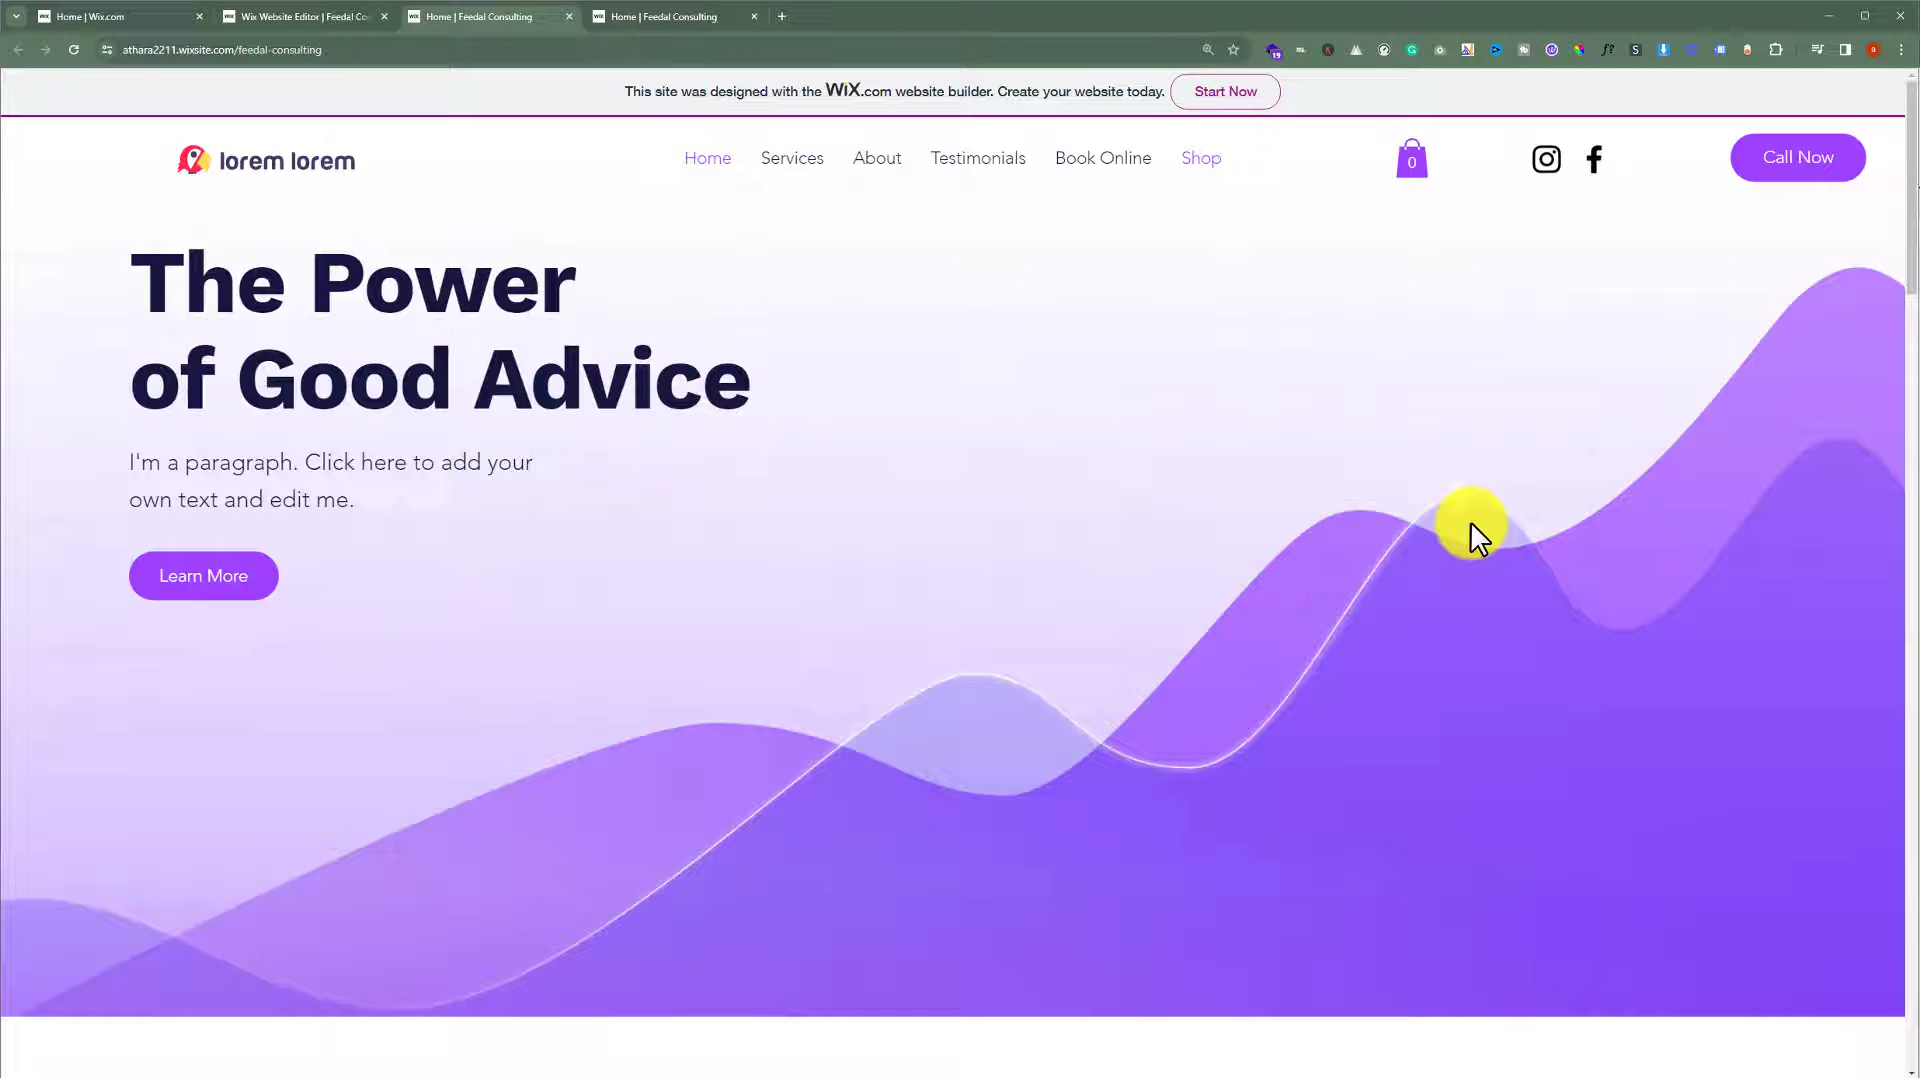 Home | Wix.com
Wix Website Editor | Feedal Co
Home | Feedal Consulting
Home | Feedal Consulting
athara2211.wixsite.com/feedal-consulting
19
This site was designed with the WiX.com website builder. Create your website today.
Start Now
lorem lorem
Home
Services
About
Testimonials
Book Online
Shop
0
Call Now
The Power
of Good Advice
I'm a paragraph. Click here to add your
own text and edit me.
Learn More